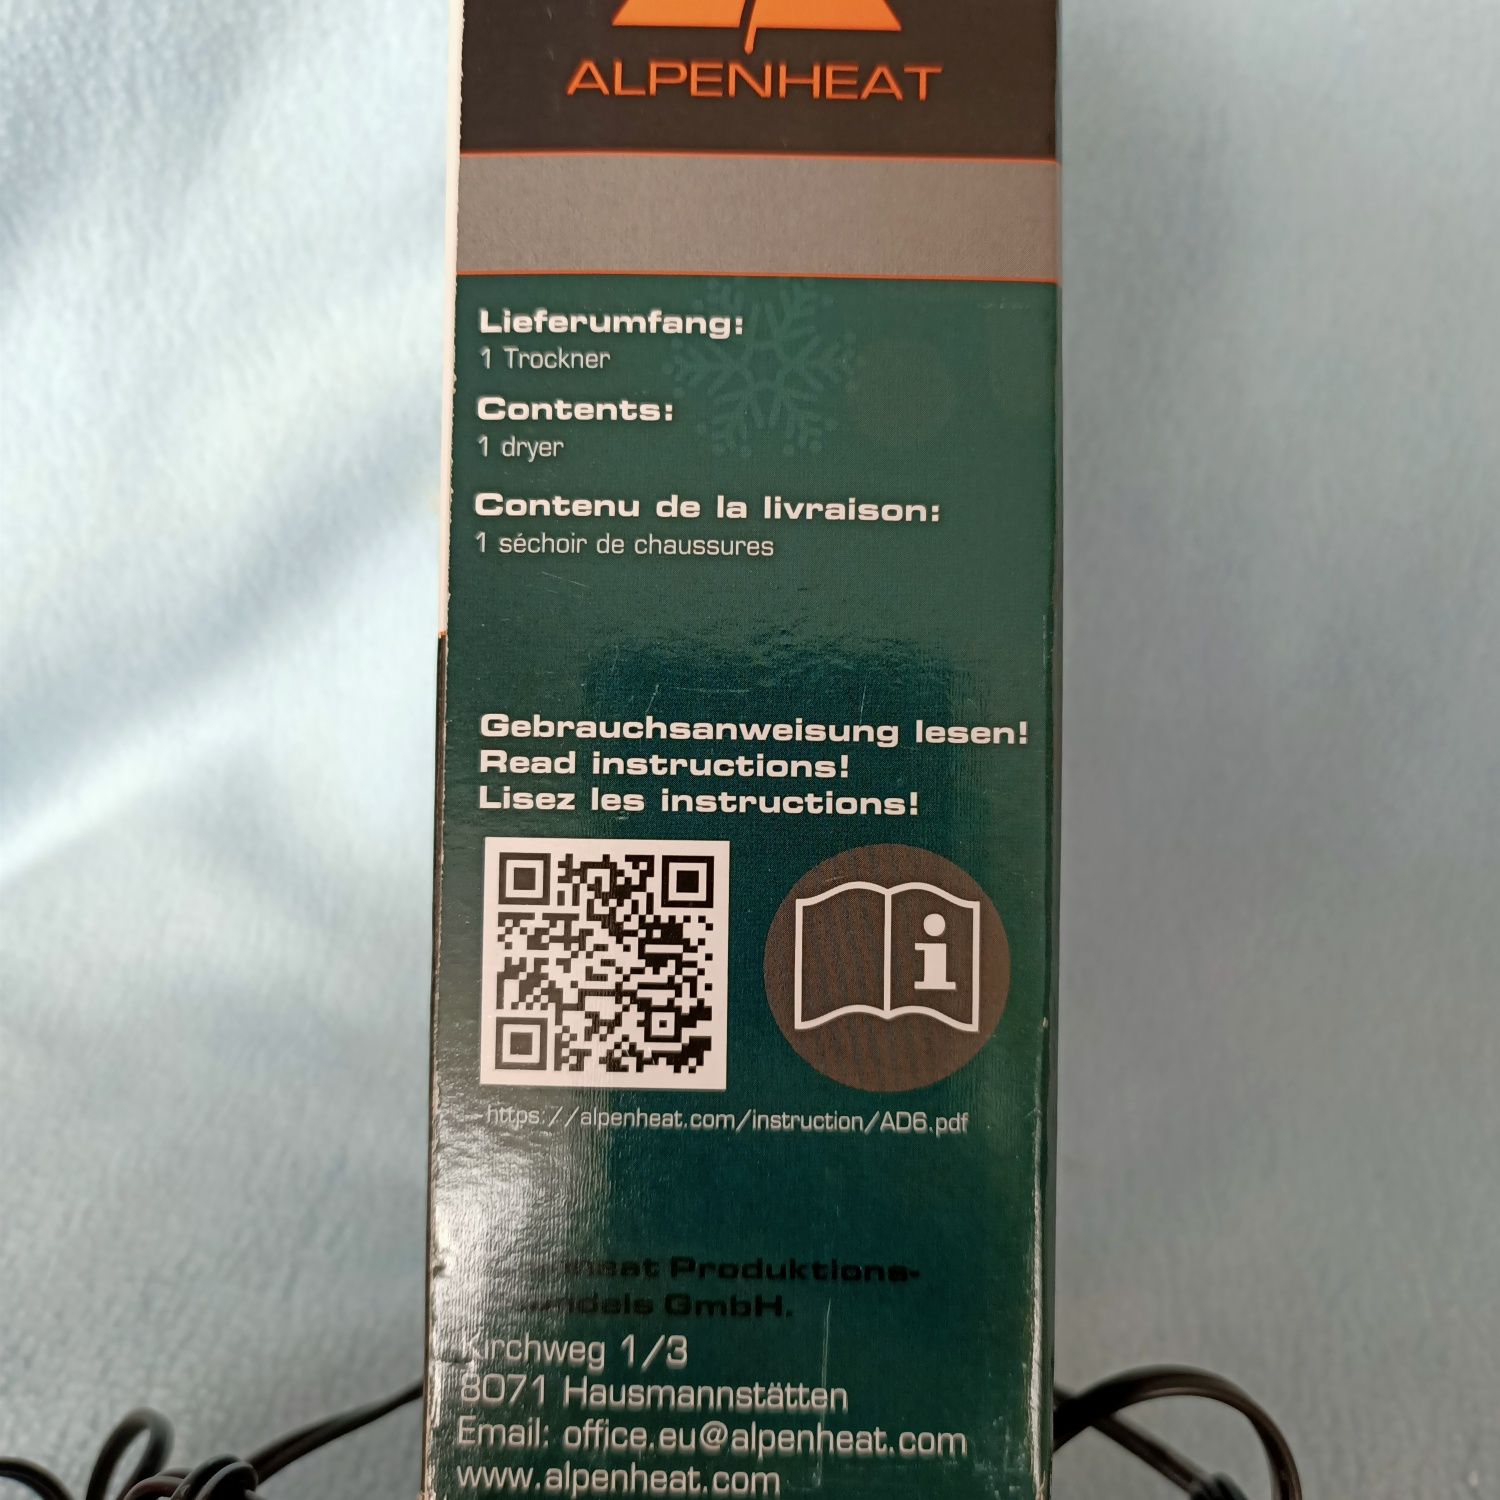 ALPENHEAT
Lieferumfang:
1 Trockner
Contents:
1 dryer
Contenu de la livraison:
1 séchoir de chaussures
Gebrauchsanweisung lesen!
Read instructions!
Lisez les instructions!
i
https://alpenheat.com/instruction/AD6.pdf
Produktions-
GmbH.
Kirchweg 1/3
8071 Hausmannstätten
Email: office.eu@alpenheat.com
www.alpenheat.com